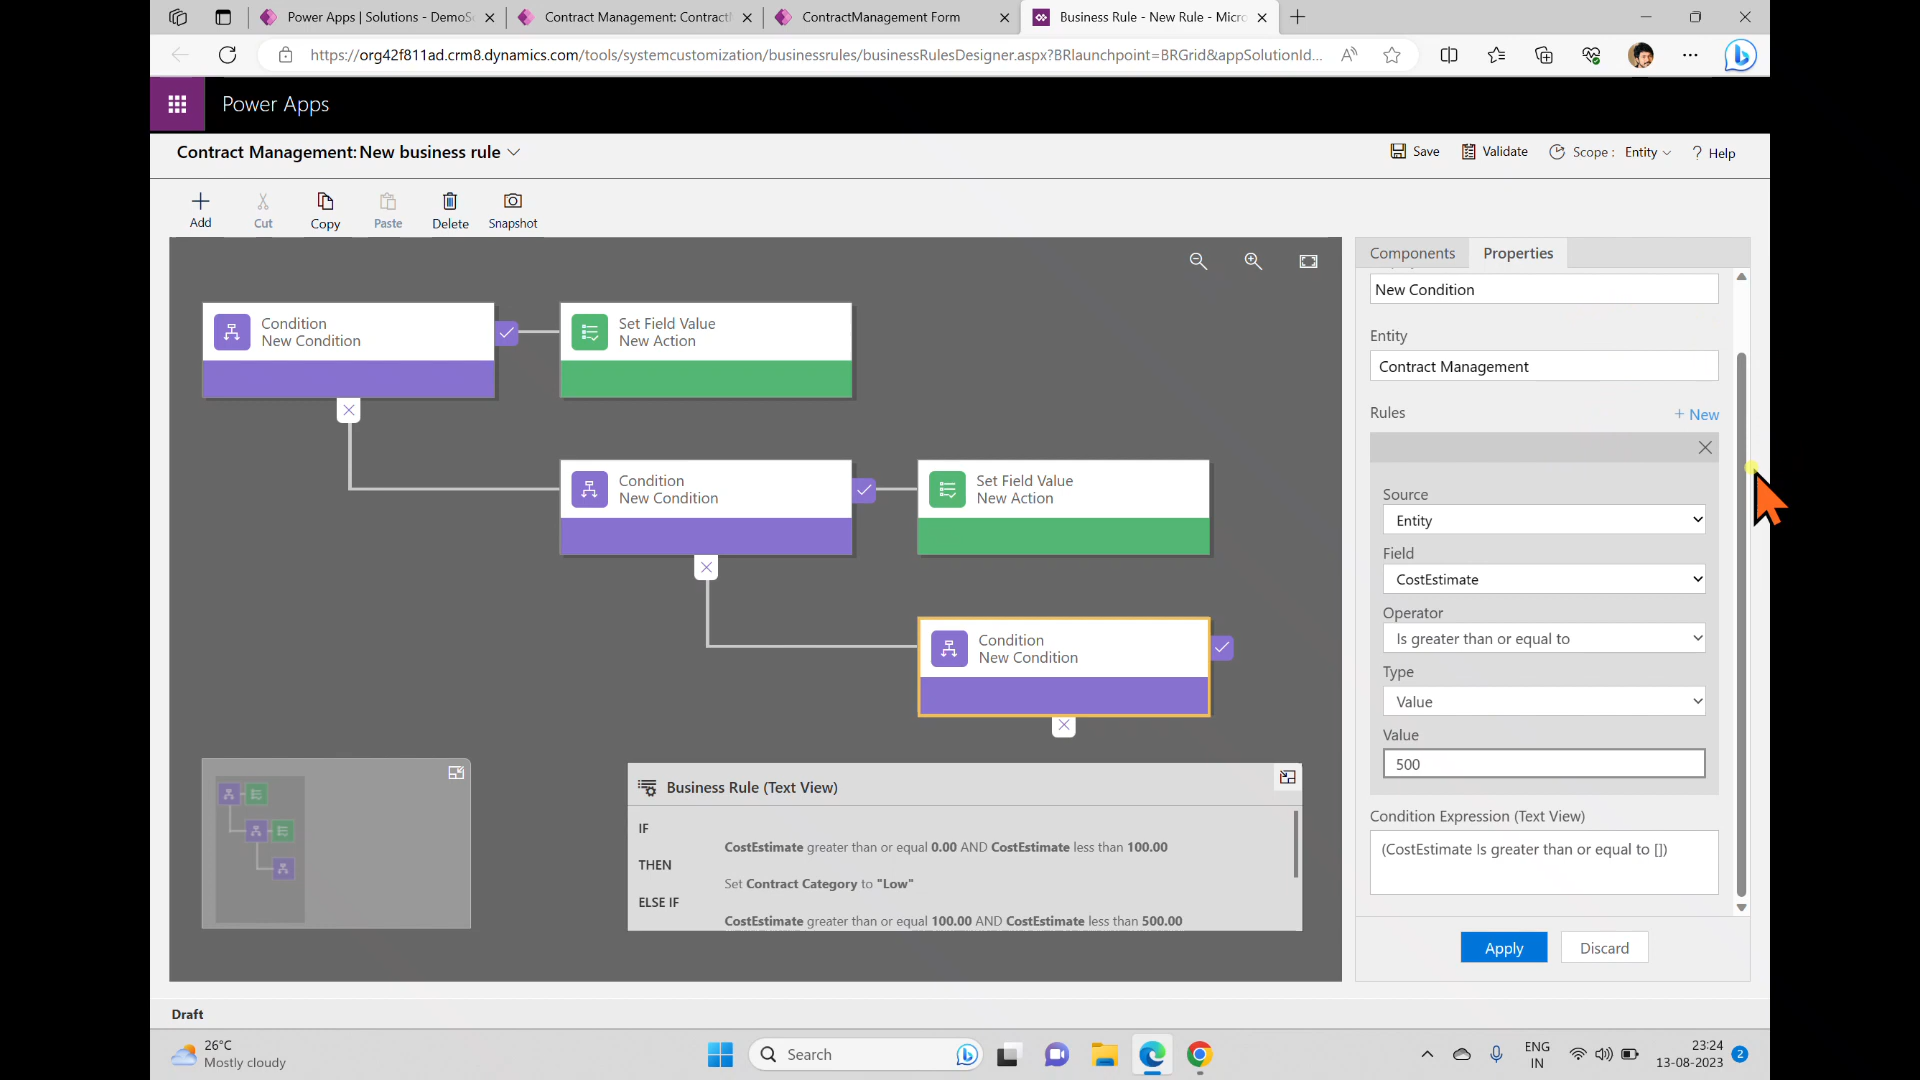 Power Apps | Solutions - DemoS
Contract Management: Contract
ContractManagement Form
Business Rule - New Rule - Micro
https://org42f811ad.crm8.dynamics.com/tools/systemcustomization/businessrules/businessRulesDesigner.aspx?BRlaunchpoint=BRGrid&appSolutionId...
Power Apps
Contract Management: New business rule
Save
Validate
Scope :
Entity
? Help
Add
Cut
Copy
Paste
Delete
Snapshot
Components
Properties
Condition
New Condition
Set Field Value
New Action
Condition
New Condition
Set Field Value
New Action
Condition
New Condition
New Condition
Entity
Contract Management
Rules
+ New
Source
Entity
Field
CostEstimate
Operator
Is greater than or equal to
Type
Value
Value
500
Condition Expression (Text View)
(CostEstimate Is greater than or equal to [])
Apply
Discard
Business Rule (Text View)
IF
CostEstimate greater than or equal 0.00 AND CostEstimate less than 100.00
THEN
Set Contract Category to "Low"
ELSE IF
CostEstimate greater than or equal 100.00 AND CostEstimate less than 500.00
Draft
26°C
Mostly cloudy
Search
ENG
IN
23:24
13-08-2023
2